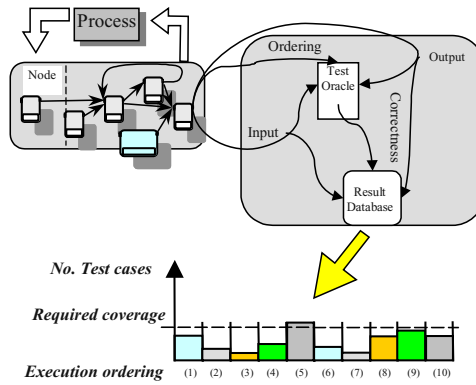 Process
Ordering
Node
Test
Oracle
Output
Input
Correctness
Result
Database
No. Test cases
Required coverage
Execution ordering
(1) (2) (3) (4) (5) (6) (7) (8) (9) (10)